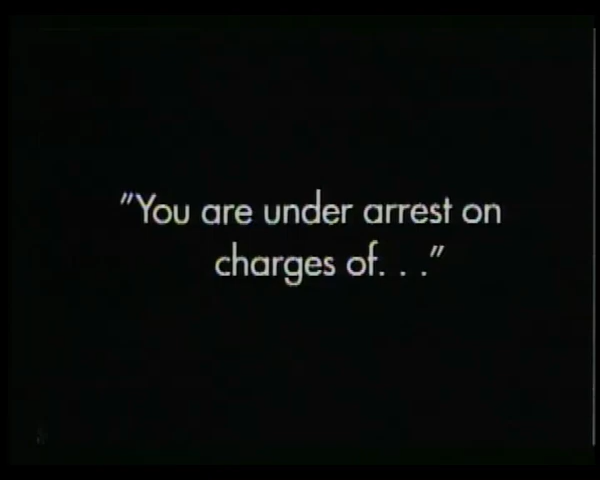 "You are under arrest on
charges of. . ."